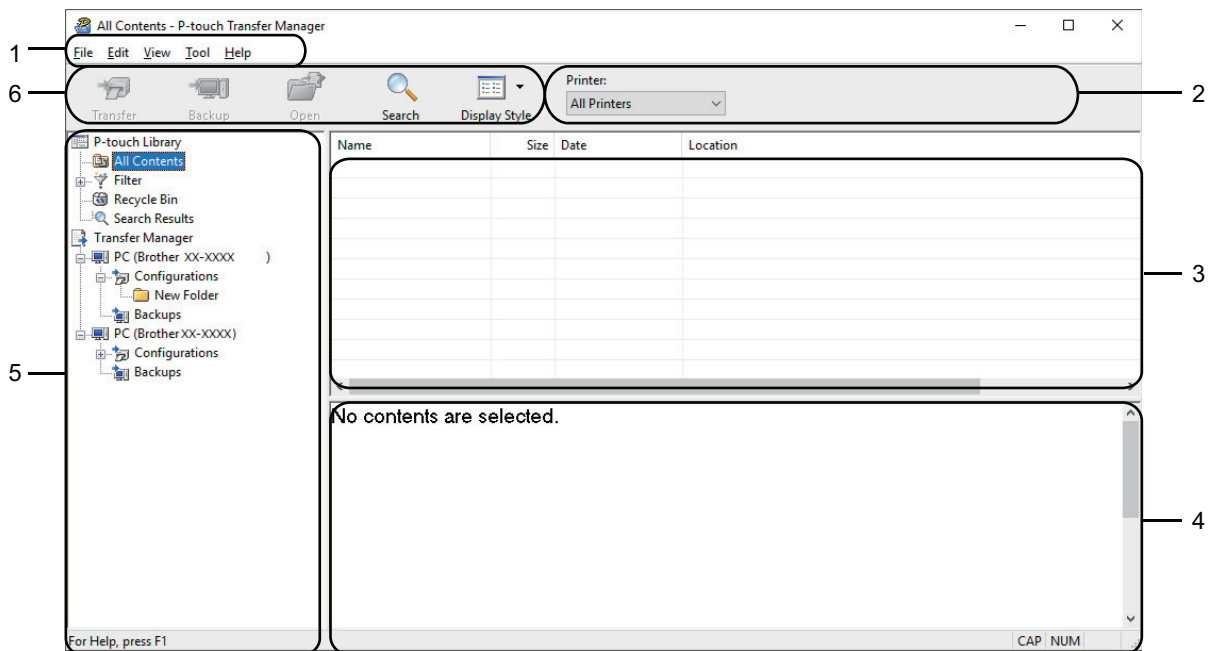 All Contents - P-touch Transfer Manager
1
File Edit View Tool Help
6
Transfer Backup Open Search Display Style
Printer:
All Printers
2
P-touch Library
All Contents
Filter
Recycle Bin
Search Results
Transfer Manager
PC (Brother XX-XXXX )
Configurations
New Folder
Backups
PC (Brother XX-XXXX)
Configurations
Backups
5
Name Size Date Location
3
No contents are selected.
4
For Help, press F1
CAP NUM